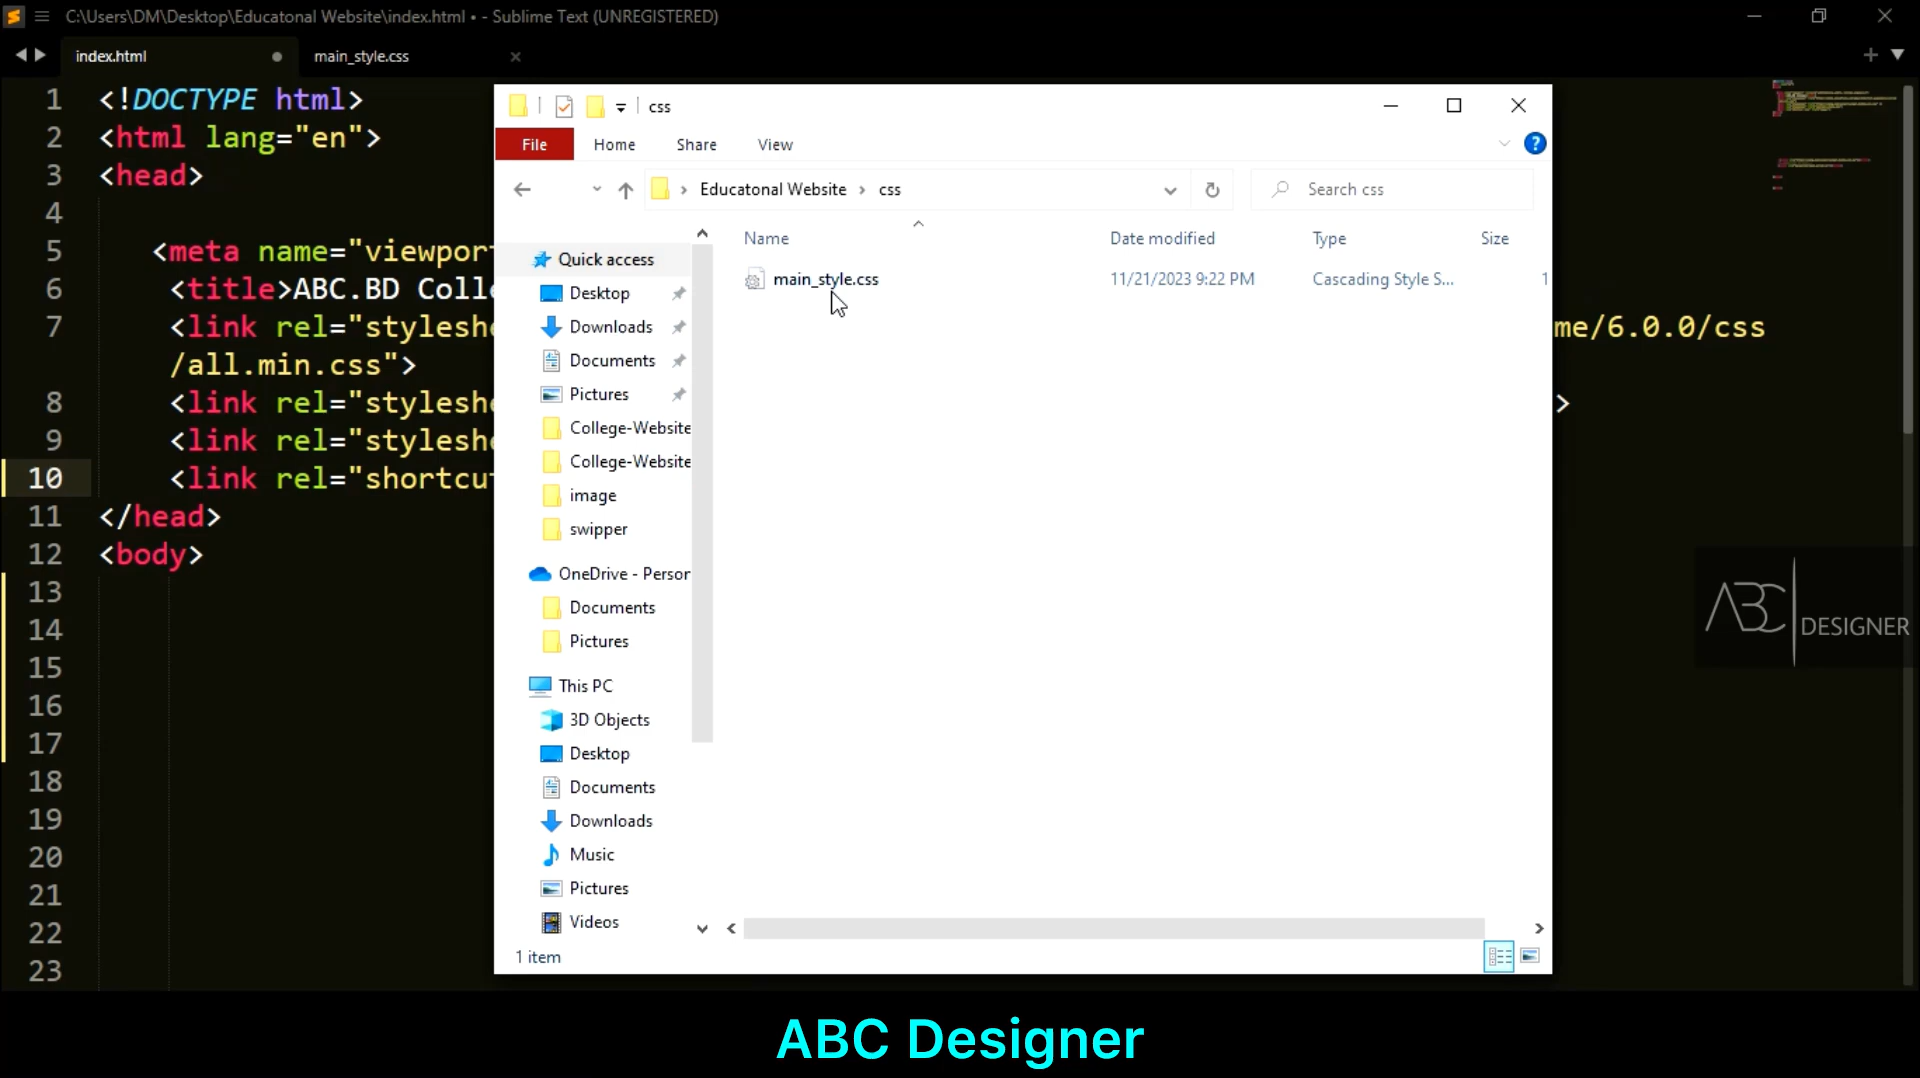 C:\Users\DM\Desktop\Educatonal Website\index.html • - Sublime Text (UNREGISTERED)
index.html
main_style.css
1 <!DOCTYPE html>
2 <html lang="en">
3 <head>
4
5 <meta name="viewport
6 <title>ABC.BD Colle
7 <link rel="styleshe
me/6.0.0/css
/all.min.css">
8 <link rel="styleshe
>
9 <link rel="styleshe
10 <link rel="shortcut
11 </head>
12 <body>
13
14
15
16
17
18
19
20
21
22
23
css
File Home Share View
Educatonal Website > css
Search css
Name Date modified Type Size
main_style.css 11/21/2023 9:22 PM Cascading Style S... 1
Quick access
Desktop
Downloads
Documents
Pictures
College-Website
College-Website
image
swipper
OneDrive - Person
Documents
Pictures
This PC
3D Objects
Desktop
Documents
Downloads
Music
Pictures
Videos
1 item
ABC DESIGNER
ABC Designer